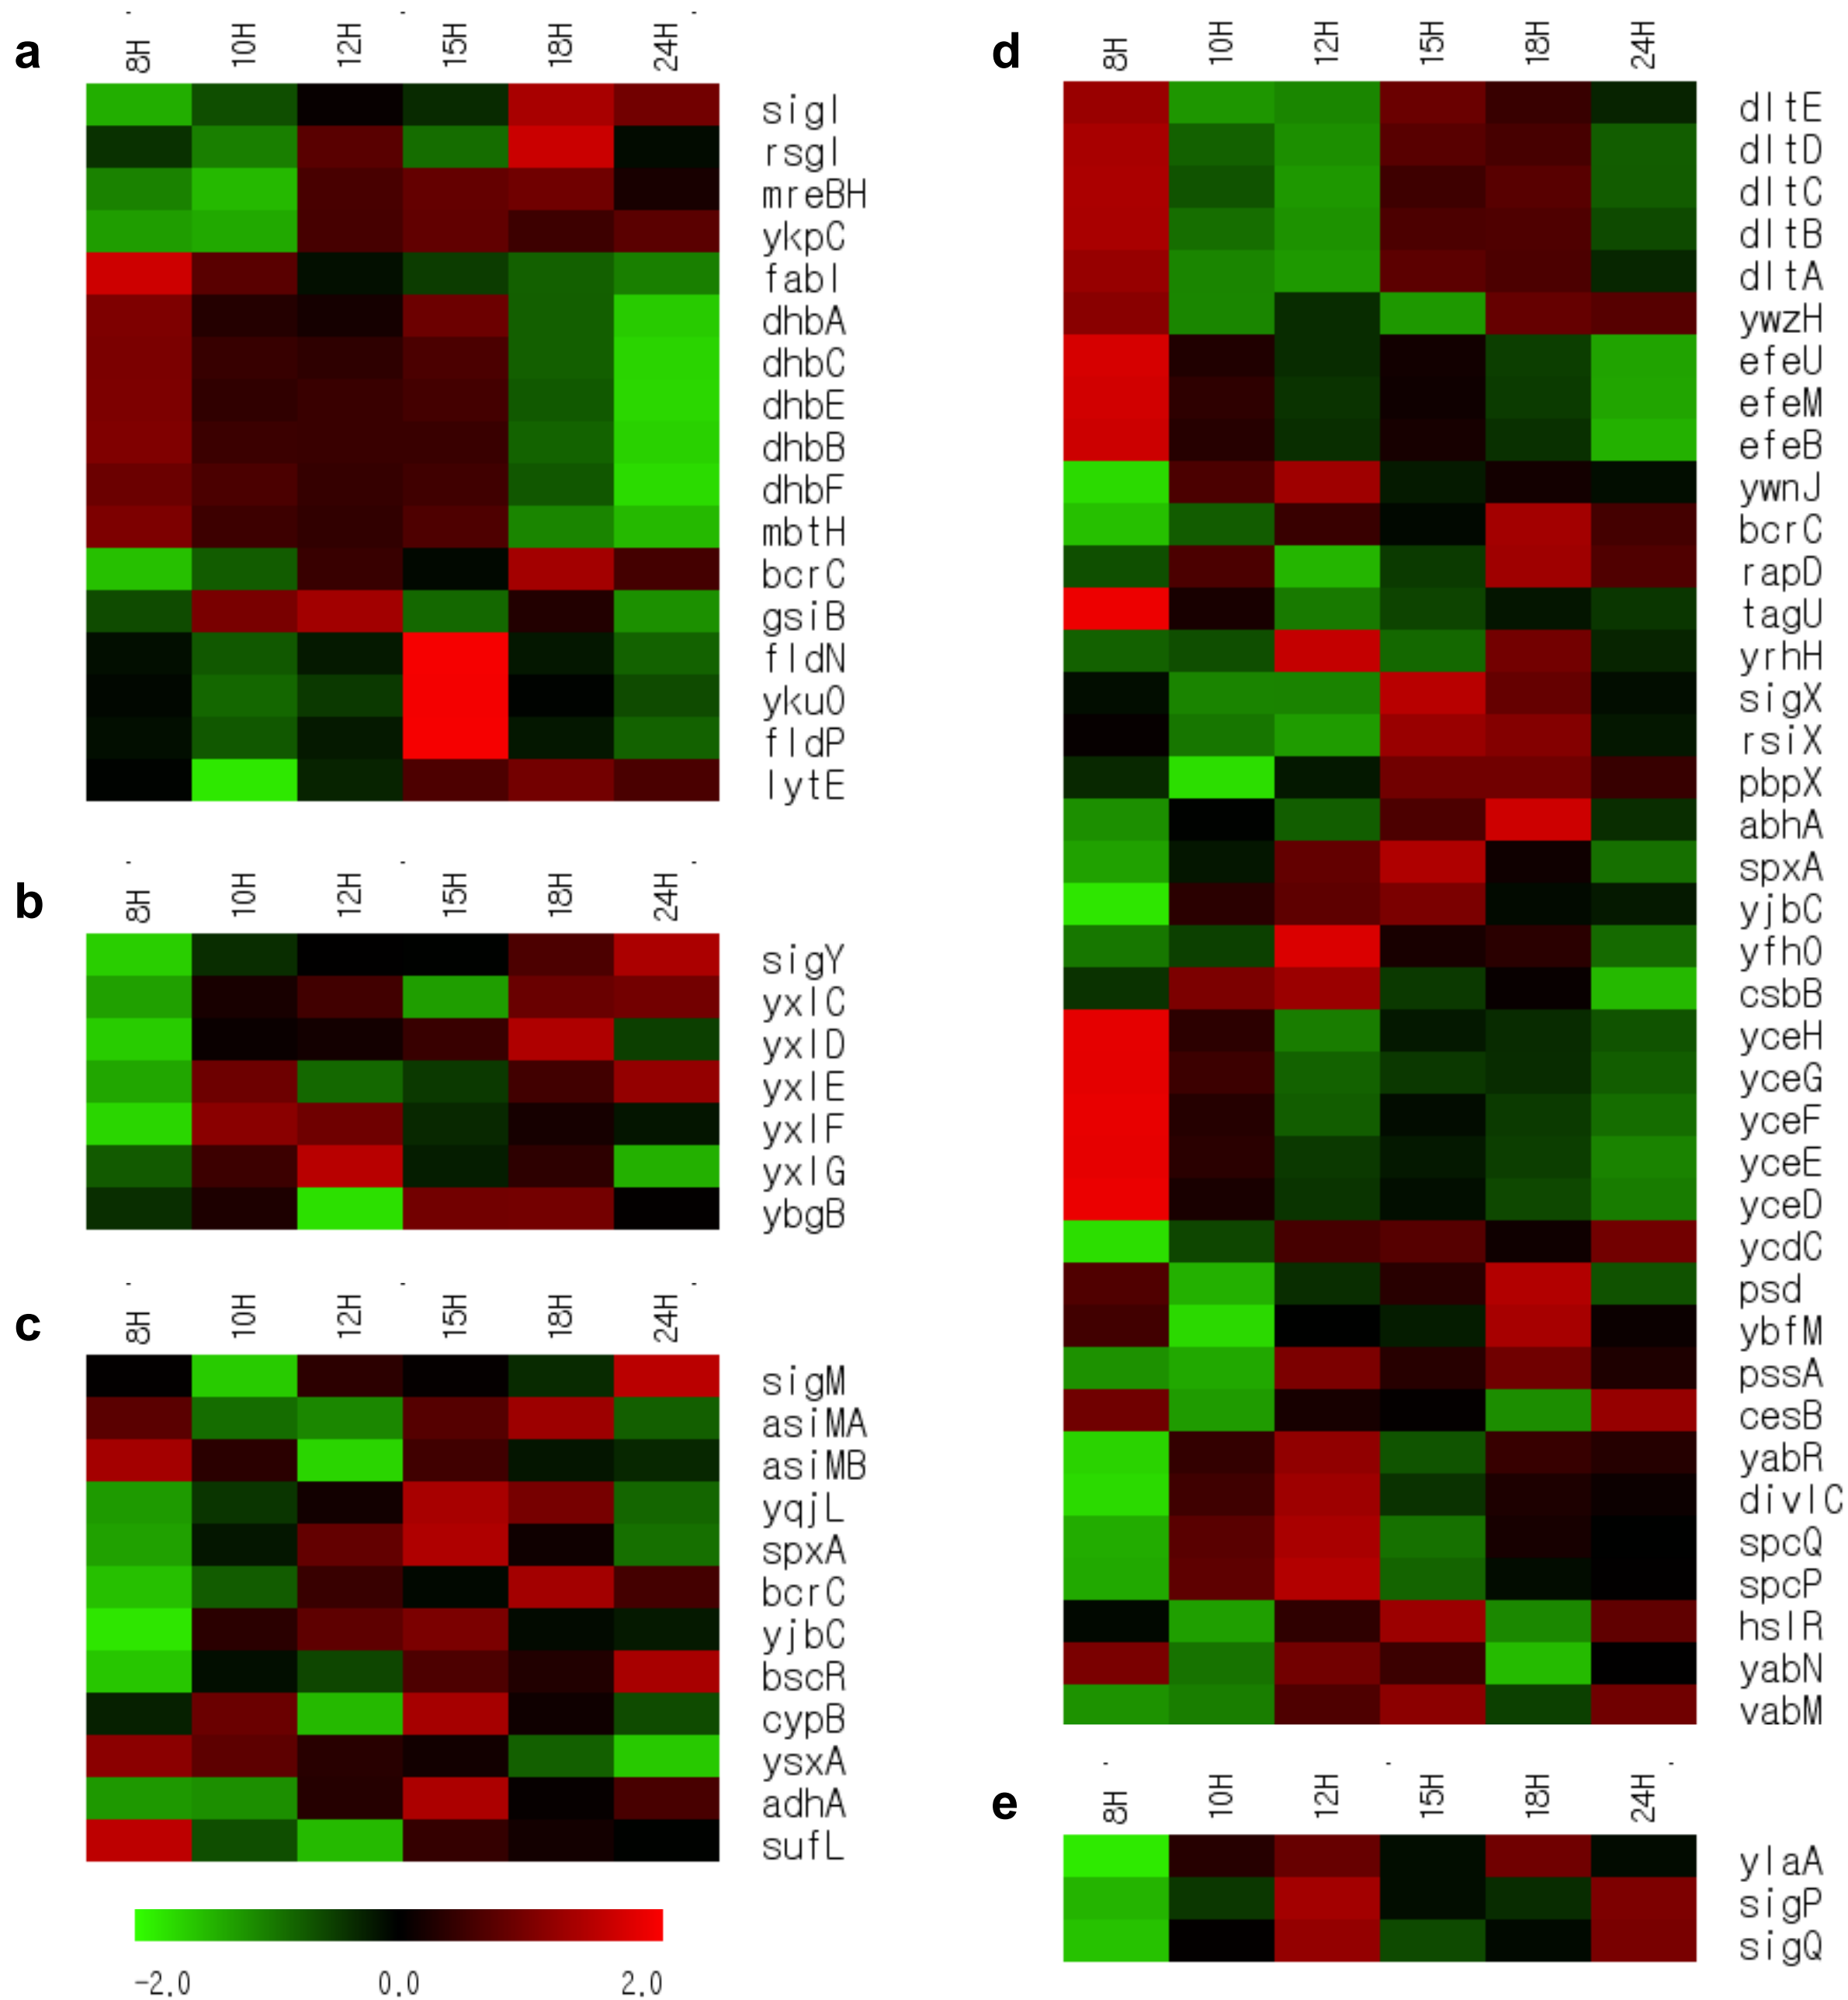 a
8H 10H 12H 15H 18H 24H
sigI
rsgI
mreBH
ykpC
fabI
dhbA
dhbC
dhbE
dhbB
dhbF
mbtH
bcrC
gsiB
fldN
ykuO
fldP
lytE
b
8H 10H 12H 15H 18H 24H
sigY
yxlC
yxlD
yxlE
yxlF
yxlG
ybgB
c
8H 10H 12H 15H 18H 24H
sigM
asiMA
asiMB
yqjL
spxA
bcrC
yjbC
bscR
cypB
ysxA
adhA
sufL
-2.0 0.0 2.0
d
8H 10H 12H 15H 18H 24H
dltE
dltD
dltC
dltB
dltA
ywzH
efeU
efeM
efeB
ywnJ
bcrC
rapD
tagU
yrhH
sigX
rsiX
pbpX
abhA
spxA
yjbC
yfhO
csbB
yceH
yceG
yceF
yceE
yceD
ycdC
psd
ybfM
pssA
cesB
yabR
divIC
spcQ
spcP
hslR
yabN
vabM
e
8H 10H 12H 15H 18H 24H
ylaA
sigP
sigQ